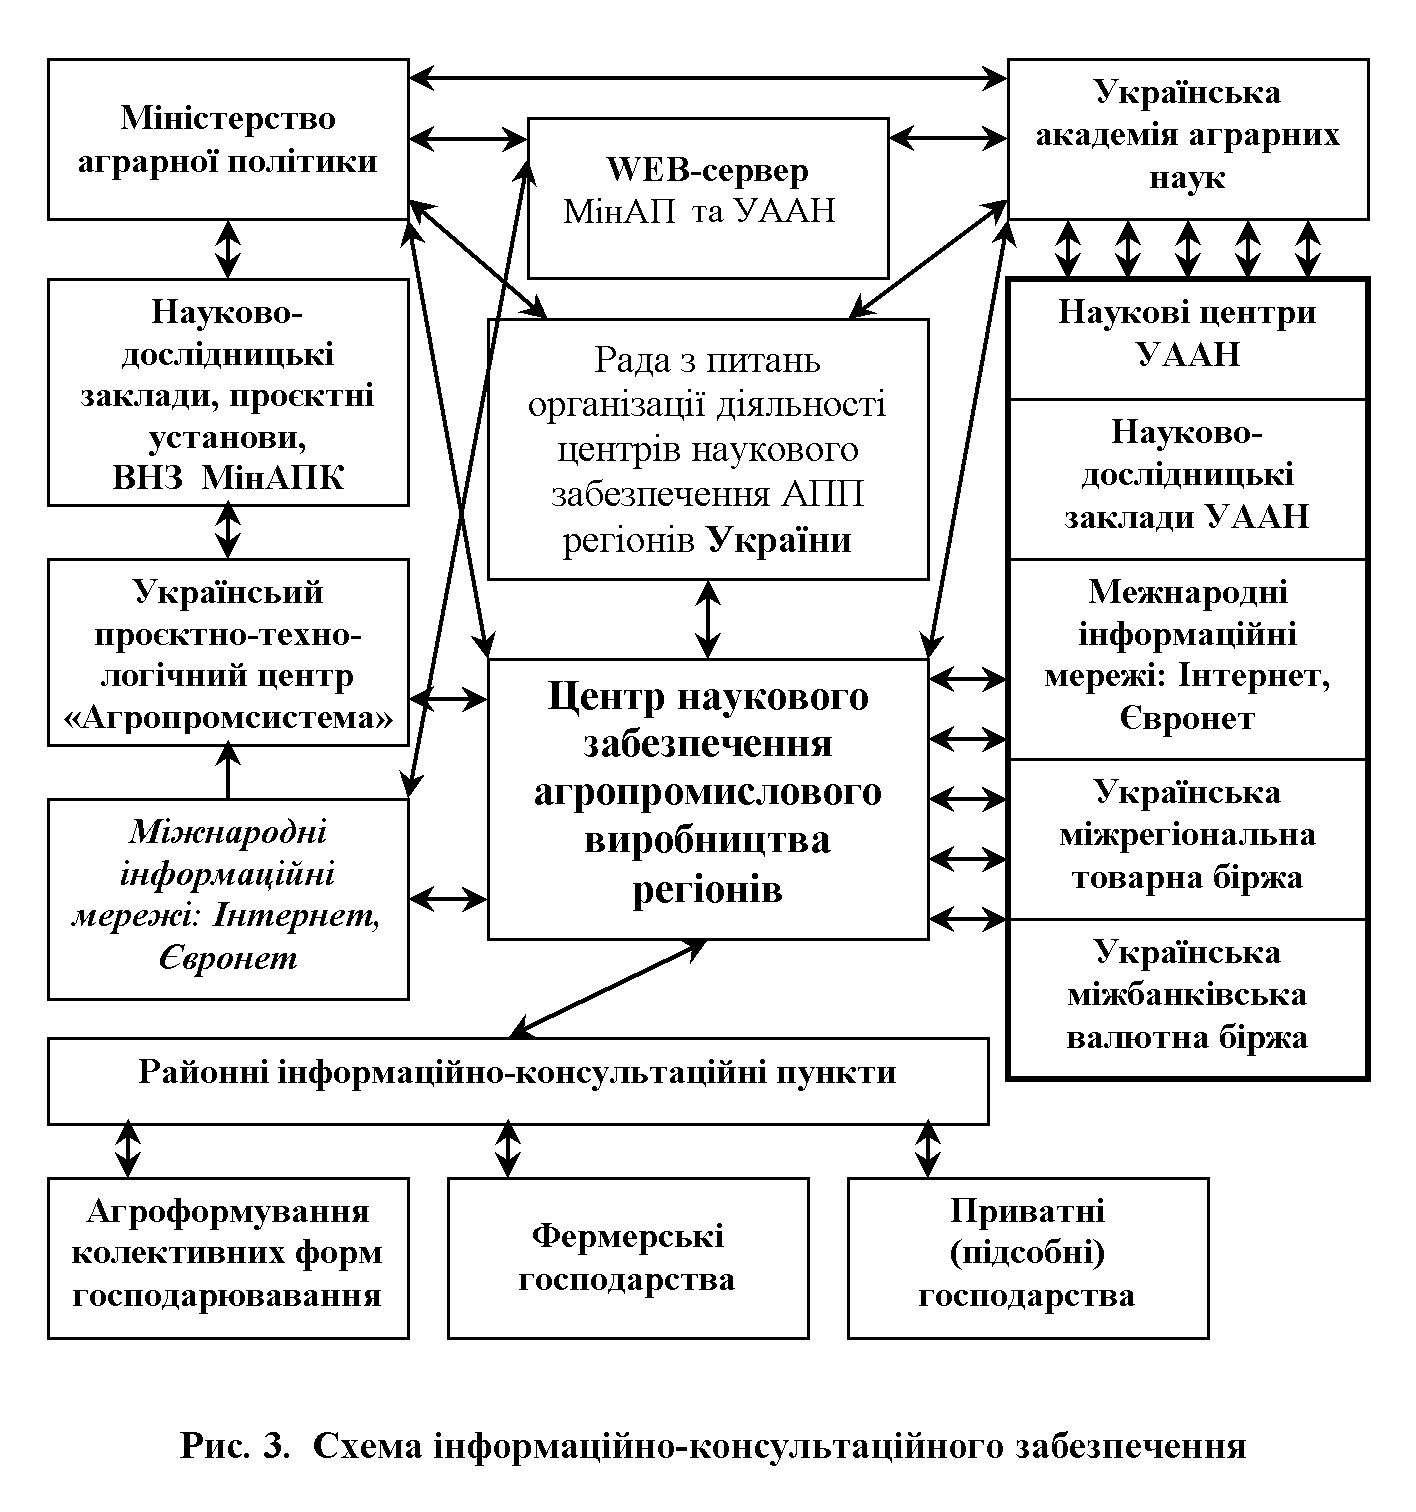 Міністерство
аграрної політики
WEB-сервер
МінАП та УААН
Українська
академія аграрних
наук
Науково-
дослідницькі
заклади, проєктні
установи,
ВНЗ МінАПК
Рада з питань
організації діяльності
центрів наукового
забезпечення АПП
регіонів України
Наукові центри
УААН
Науково-
дослідницькі
заклади УААН
Межнародні
інформаційні
мережі: Інтернет,
Євронет
Українська
міжрегіональна
товарна біржа
Українська
міжбанківська
валютна біржа
Українсьий
проєктно-техно-
логічний центр
«Агропромсистема»
Центр наукового
забезпечення
агропромислового
виробництва
регіонів
Міжнародні
інформаційні
мережі: Інтернет,
Євронет
Районні інформаційно-консультаційні пункти
Агроформування
колективних форм
господарювавання
Фермерські
господарства
Приватні
(підсобні)
господарства
Рис. 3. Схема інформаційно-консультаційного забезпечення